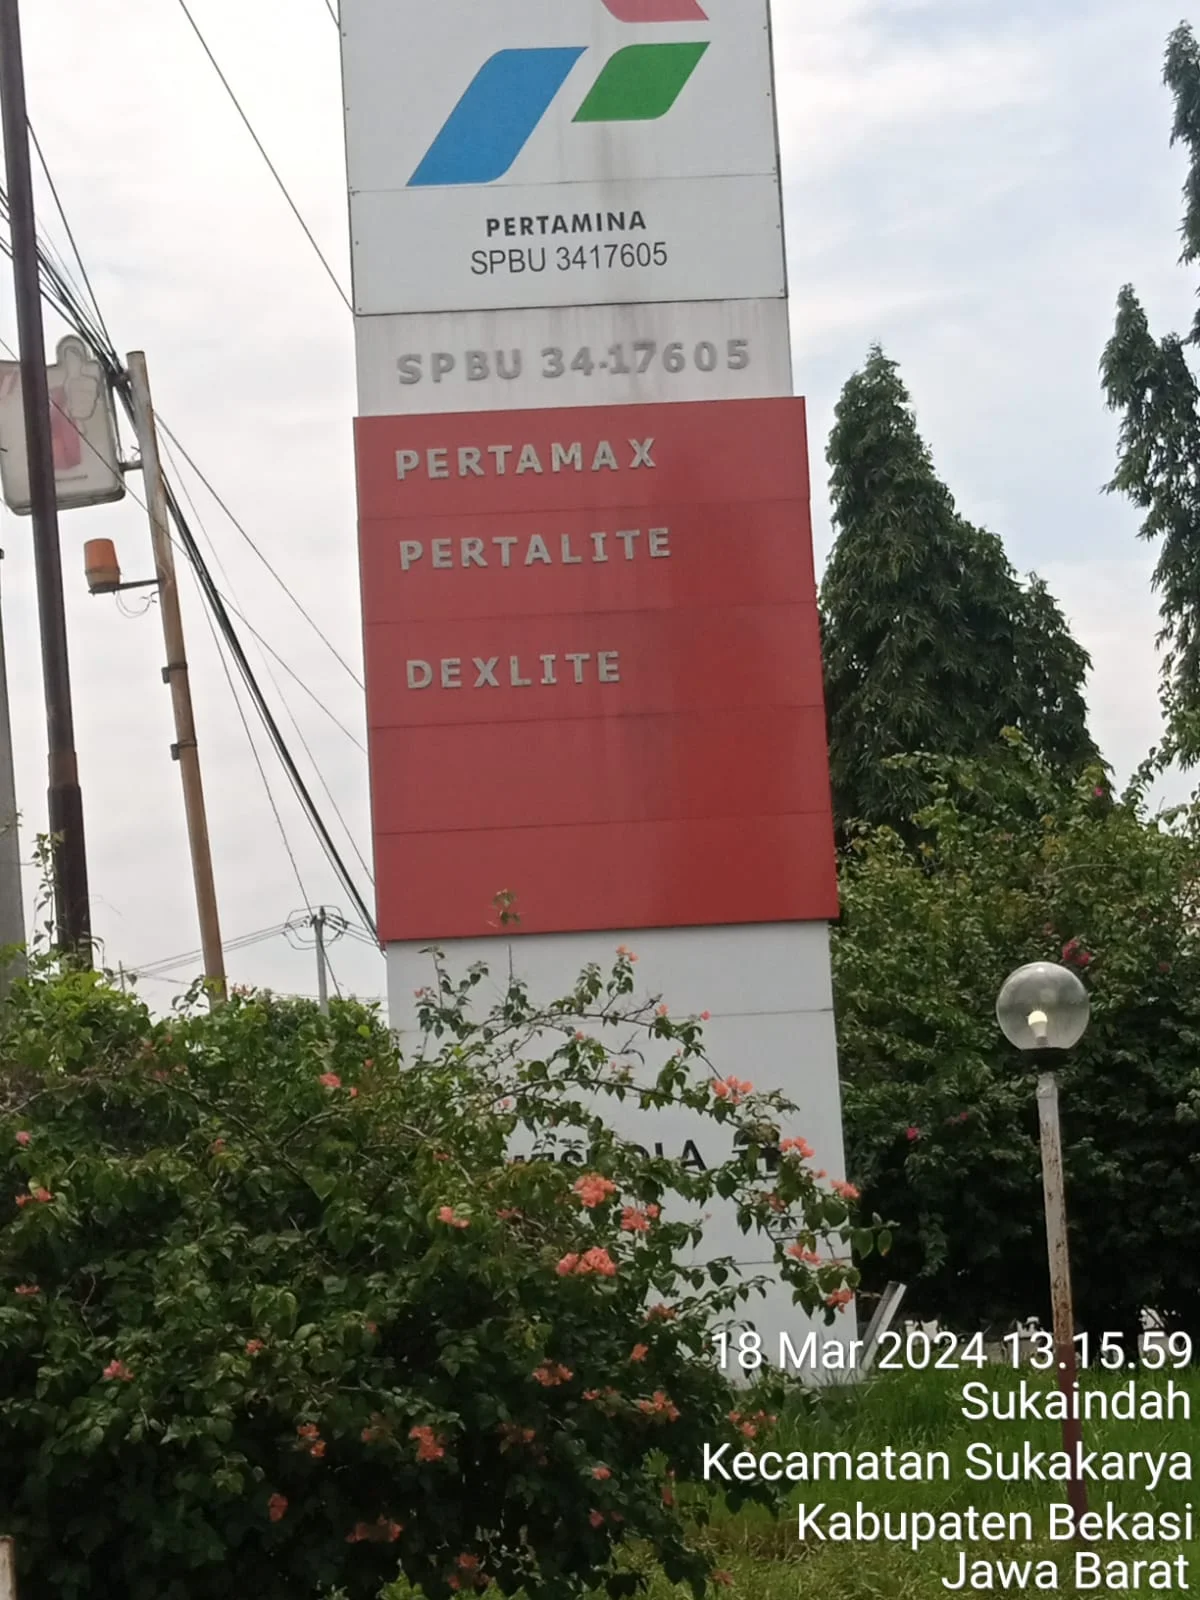 PERTAMINA
SPBU 3417605
SPBU 34-17605
PERTAMAX
PERTALITE
DEXLITE
18 Mar 2024 13.15.59
Sukaindah
Kecamatan Sukakarya
Kabupaten Bekasi
Jawa Barat